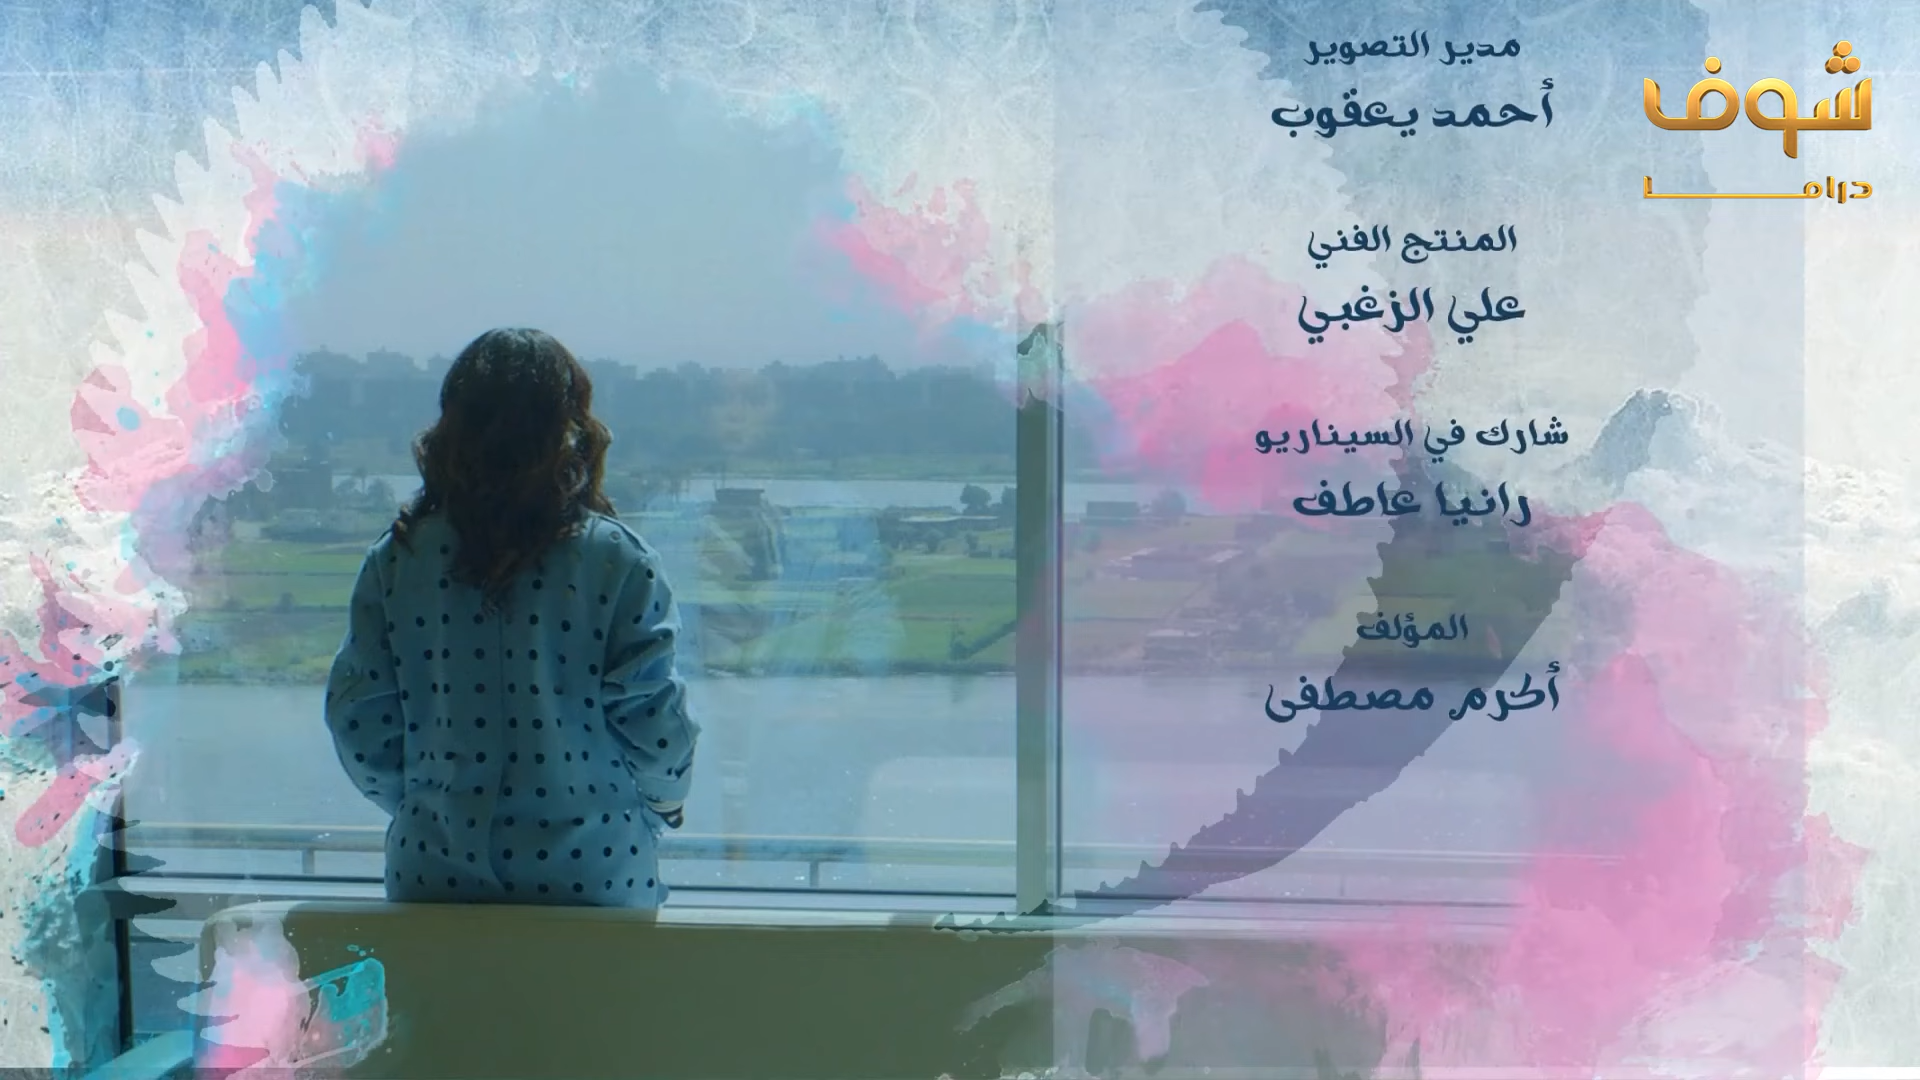 مدير التصوير
أحمد يعقوب
شوف
دراما
المنتج الفني
علي الزغبي
شارك في السيناريو
رانيا عاطف
المؤلف
أكرم مصطفى